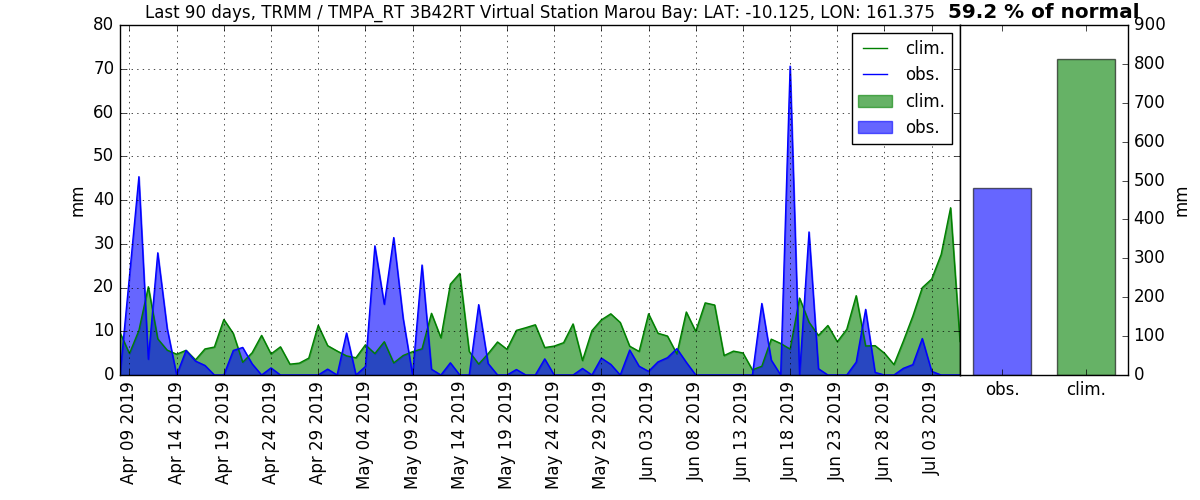 Last 90 days, TRMM / TMPA_RT 3B42RT Virtual Station Marou Bay: LAT: -10.125, LON: 161.375
59.2 % of normal
80
70
60
50
40
30
20
10
0
mm
clim.
obs.
clim.
obs.
Apr 09 2019
Apr 14 2019
Apr 19 2019
Apr 24 2019
Apr 29 2019
May 04 2019
May 09 2019
May 14 2019
May 19 2019
May 24 2019
May 29 2019
Jun 03 2019
Jun 08 2019
Jun 13 2019
Jun 18 2019
Jun 23 2019
Jun 28 2019
Jul 03 2019
900
800
700
600
500
400
300
200
100
0
mm
obs.
clim.